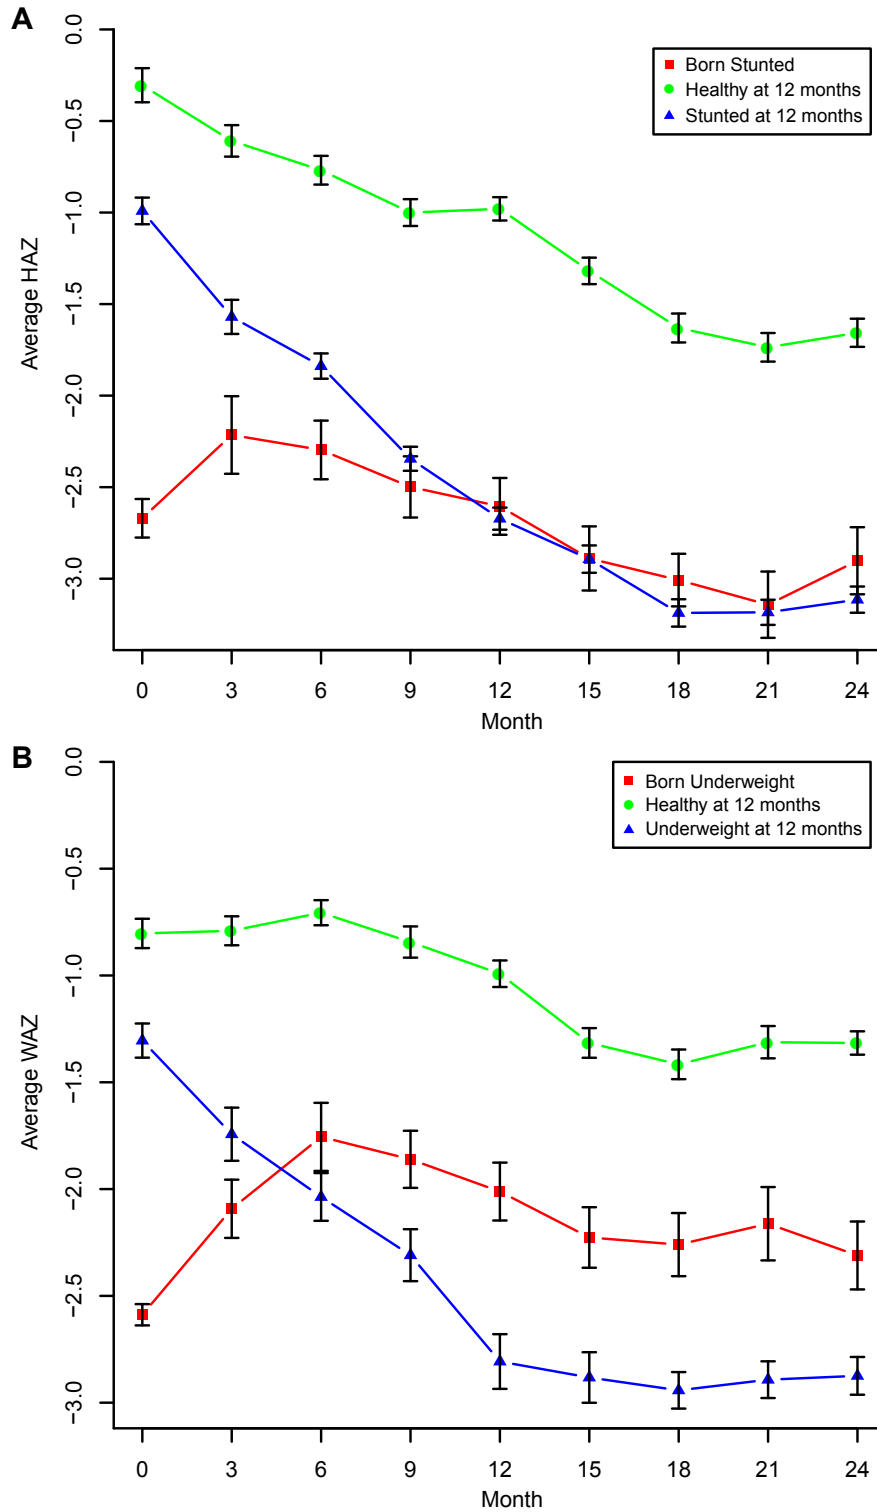 A
0.0
−0.5
−1.0
−1.5
−2.0
−2.5
−3.0
Average HAZ
Born Stunted
Healthy at 12 months
Stunted at 12 months
0 3 6 9 12 15 18 21 24
Month
B
0.0
−0.5
−1.0
−1.5
−2.0
−2.5
−3.0
Average WAZ
Born Underweight
Healthy at 12 months
Underweight at 12 months
0 3 6 9 12 15 18 21 24
Month